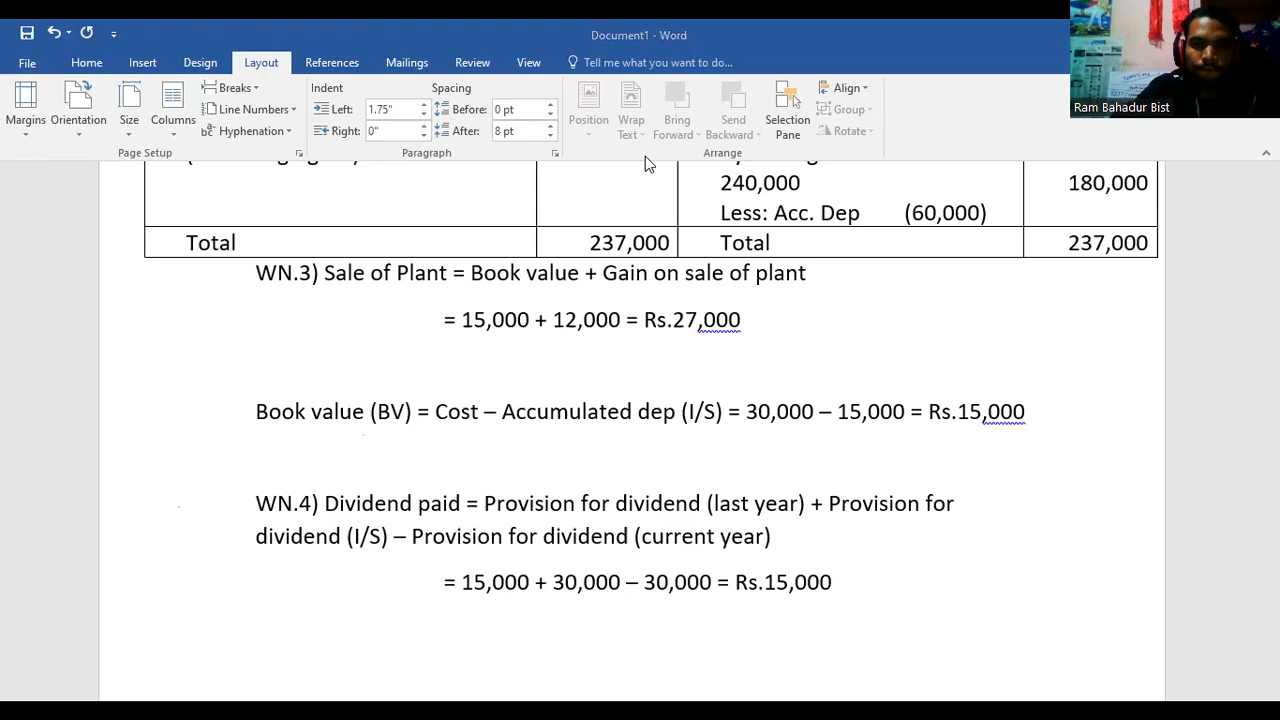 Document1 - Word
File Home Insert Design Layout References Mailings Review View Tell me what you want to do...
Ram Bahadur Bist
Margins Orientation Size Columns Breaks Line Numbers Hyphenation
Page Setup
Indent Spacing
Left: 1.75" Before: 0 pt
Right: 0" After: 8 pt
Paragraph
Position Wrap Text Bring Forward Send Backward Selection Pane Align Group Rotate
Arrange
240,000 180,000
Less: Acc. Dep (60,000)
Total 237,000 Total 237,000
WN.3) Sale of Plant = Book value + Gain on sale of plant
= 15,000 + 12,000 = Rs.27,000
Book value (BV) = Cost – Accumulated dep (I/S) = 30,000 – 15,000 = Rs.15,000
WN.4) Dividend paid = Provision for dividend (last year) + Provision for
dividend (I/S) – Provision for dividend (current year)
= 15,000 + 30,000 – 30,000 = Rs.15,000